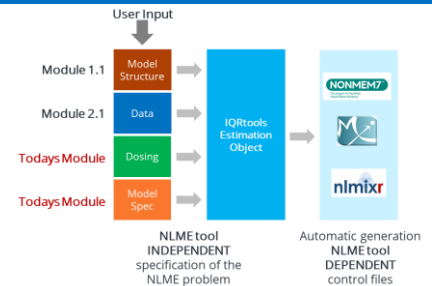 User Input
Module 1.1
Model
Structure
Module 2.1
Data
Todays Module
Dosing
Todays Module
Model
Spec
IQRtools
Estimation
Object
NONMEM7
nlmixr
NLME tool
INDEPENDENT
specification of the
NLME problem
Automatic generation
NLME tool
DEPENDENT
control files